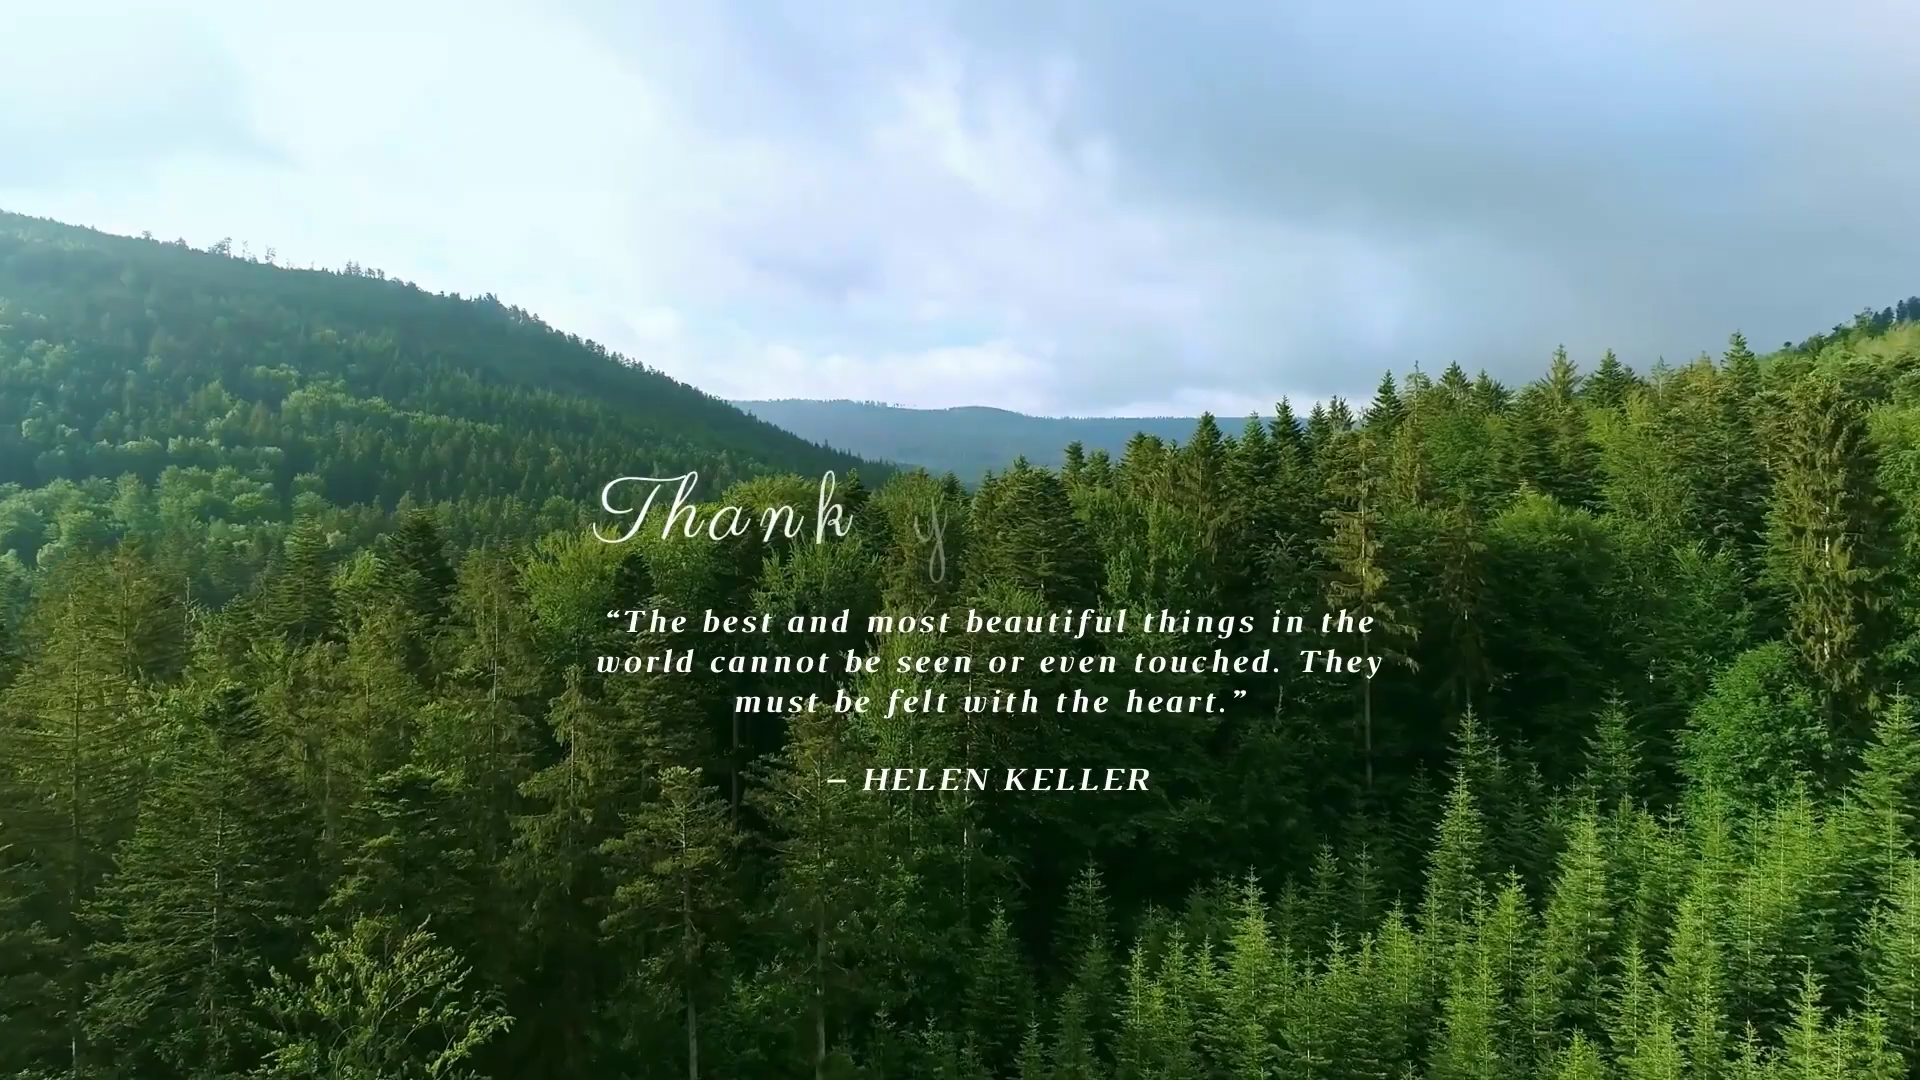 Thank y
“The best and most beautiful things in the
world cannot be seen or even touched. They
must be felt with the heart.”
– HELEN KELLER